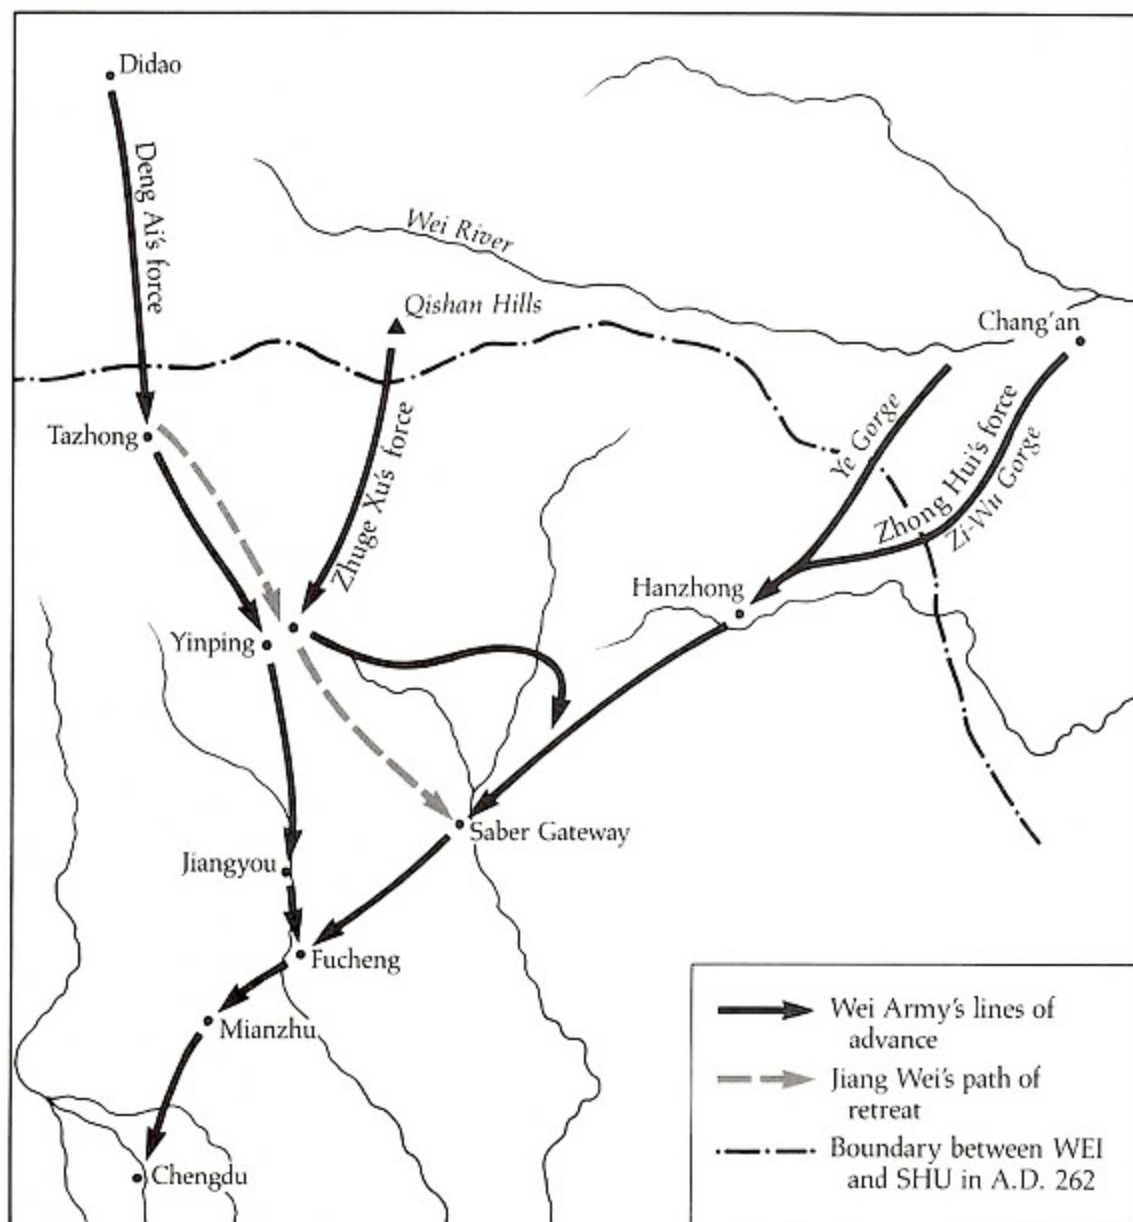 Didao
Deng Ai's force
Wei River
Qishan Hills
Chang'an
Tazhong
Zhuge Xu's force
Ye Gorge
Zhong Hui's force
Zi-Wu Gorge
Hanzhong
Yinping
Saber Gateway
Jiangyou
Fucheng
Mianzhu
Chengdu
Wei Army's lines of
advance
Jiang Wei's path of
retreat
Boundary between WEI
and SHU in A.D. 262